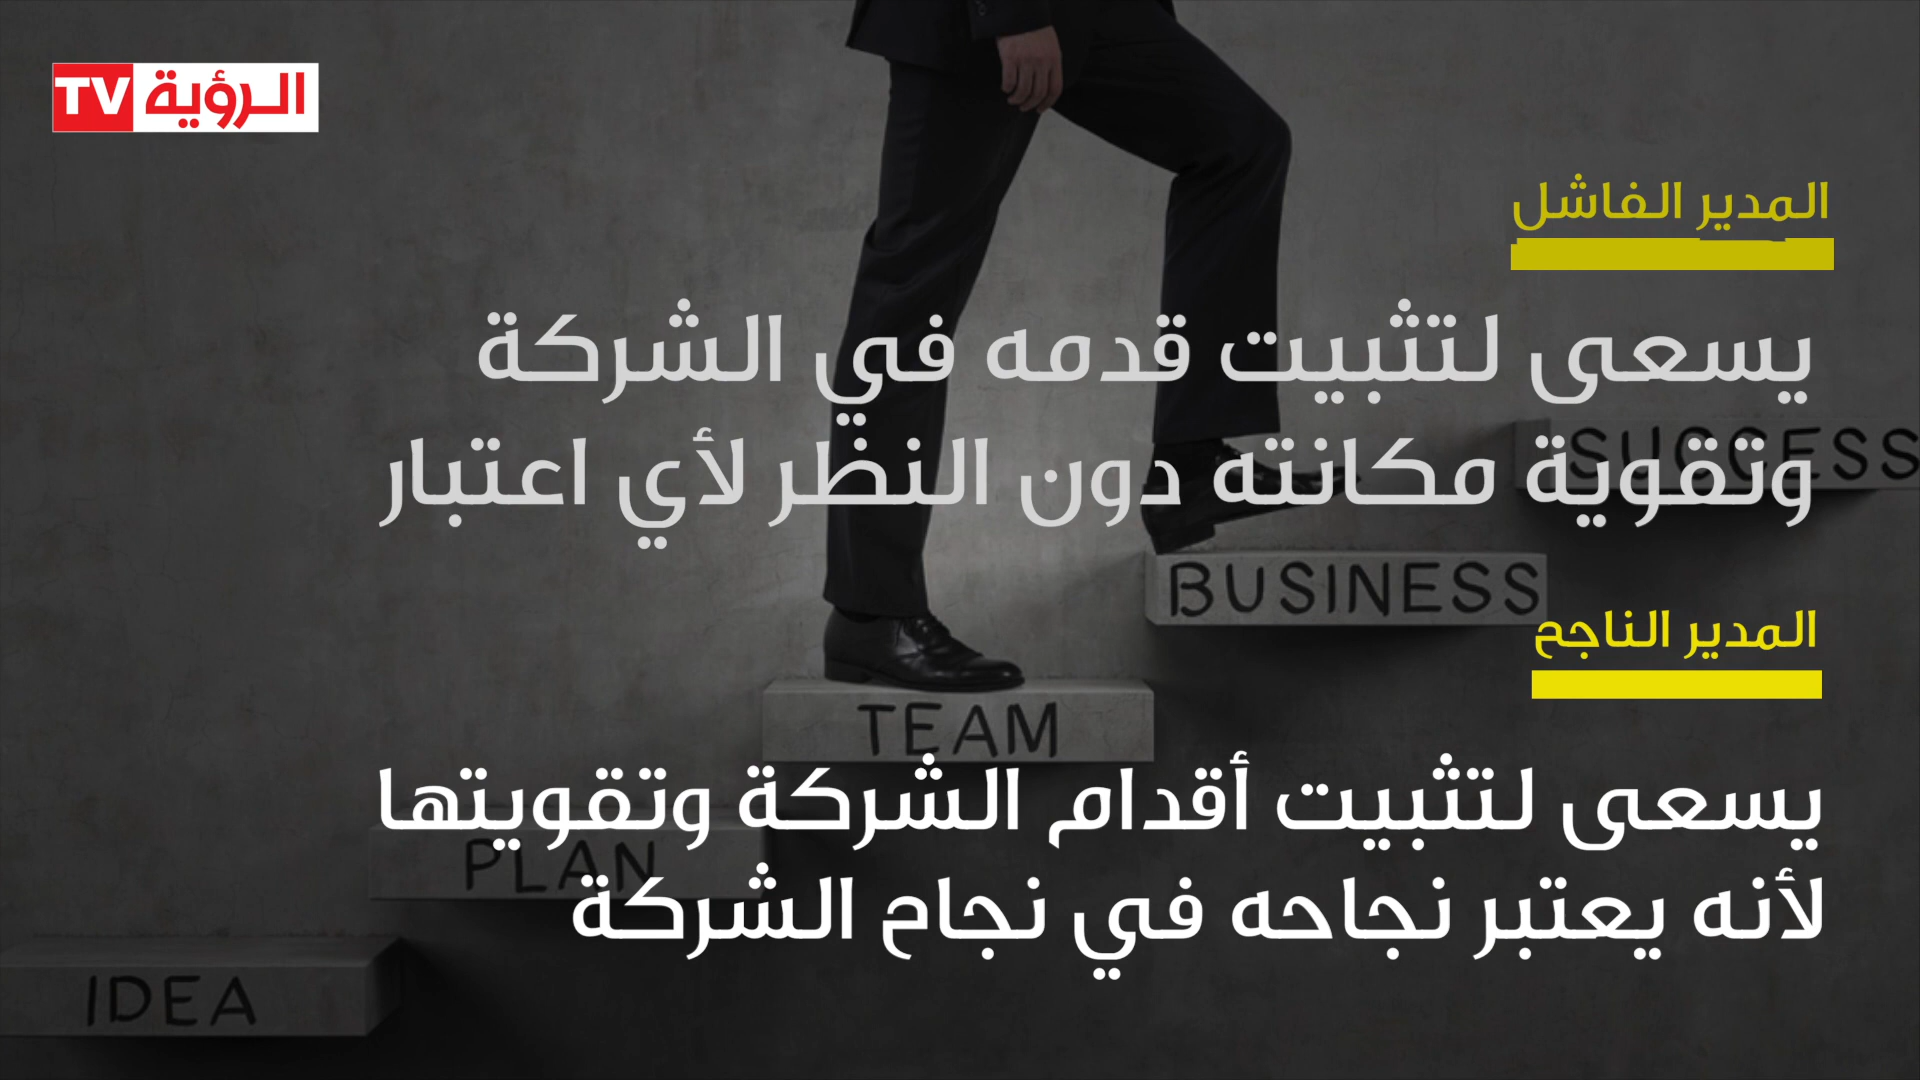 الرؤية TV
المدير الفاشل
يسعى لتثبيت قدمه في الشركة
وتقوية مكانته دون النظر لأي اعتبار
SUCCESS
BUSINESS
المدير الناجح
TEAM
يسعى لتثبيت أقدام الشركة وتقويتها
PLAN
لأنه يعتبر نجاحه في نجاح الشركة
IDEA